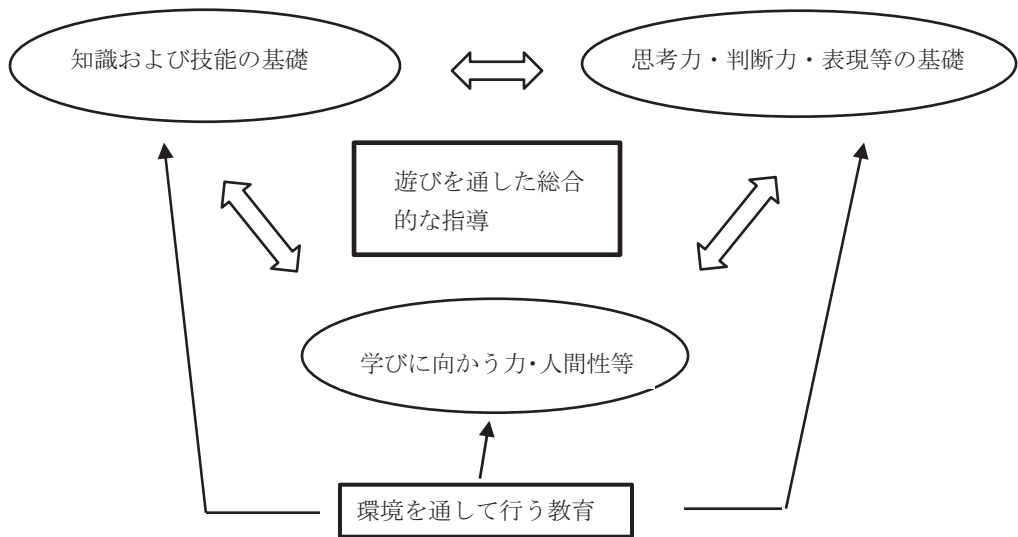 知識および技能の基礎
思考力・判断力・表現等の基礎
遊びを通した総合
的な指導
学びに向かう力・人間性等
環境を通して行う教育